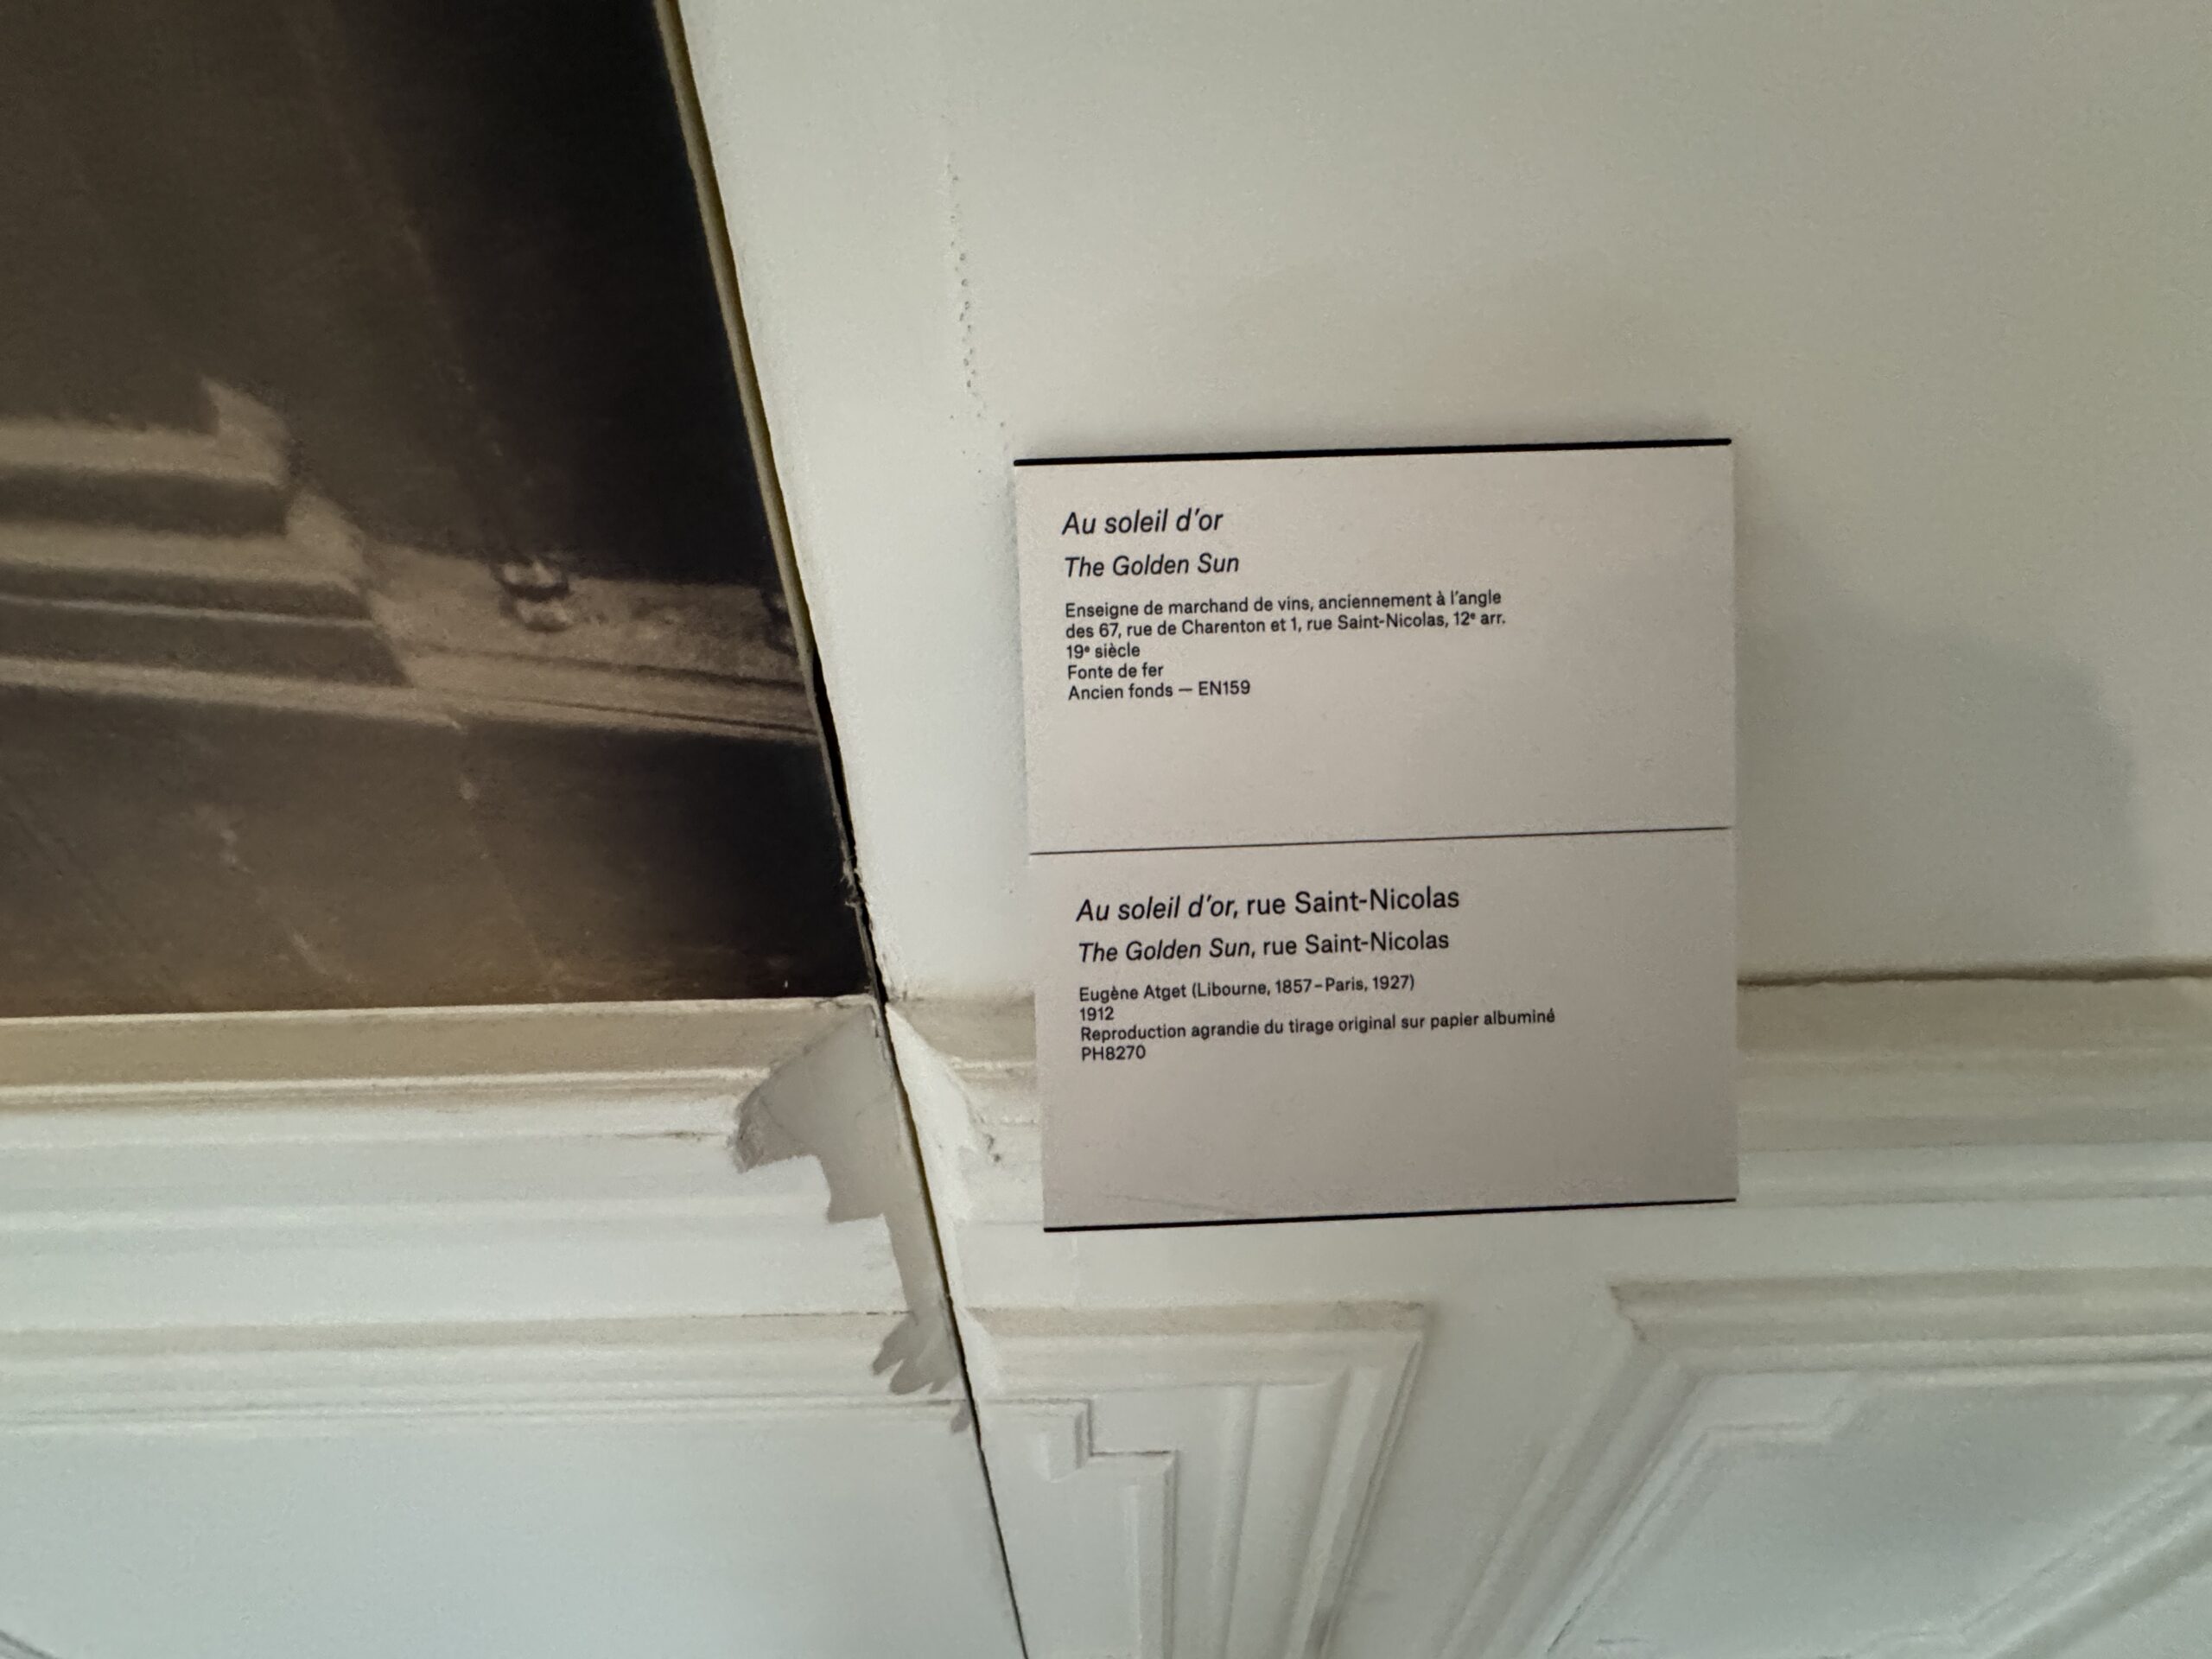 Au soleil d'or
The Golden Sun
Enseigne de marchand de vins, anciennement à l'angle
des 67, rue de Charenton et 1, rue Saint-Nicolas, 12e arr.
19e siècle
Fonte de fer
Ancien fonds — EN159
Au soleil d'or, rue Saint-Nicolas
The Golden Sun, rue Saint-Nicolas
Eugène Atget (Libourne, 1857–Paris, 1927)
1912
Reproduction agrandie du tirage original sur papier albuminé
PH8270